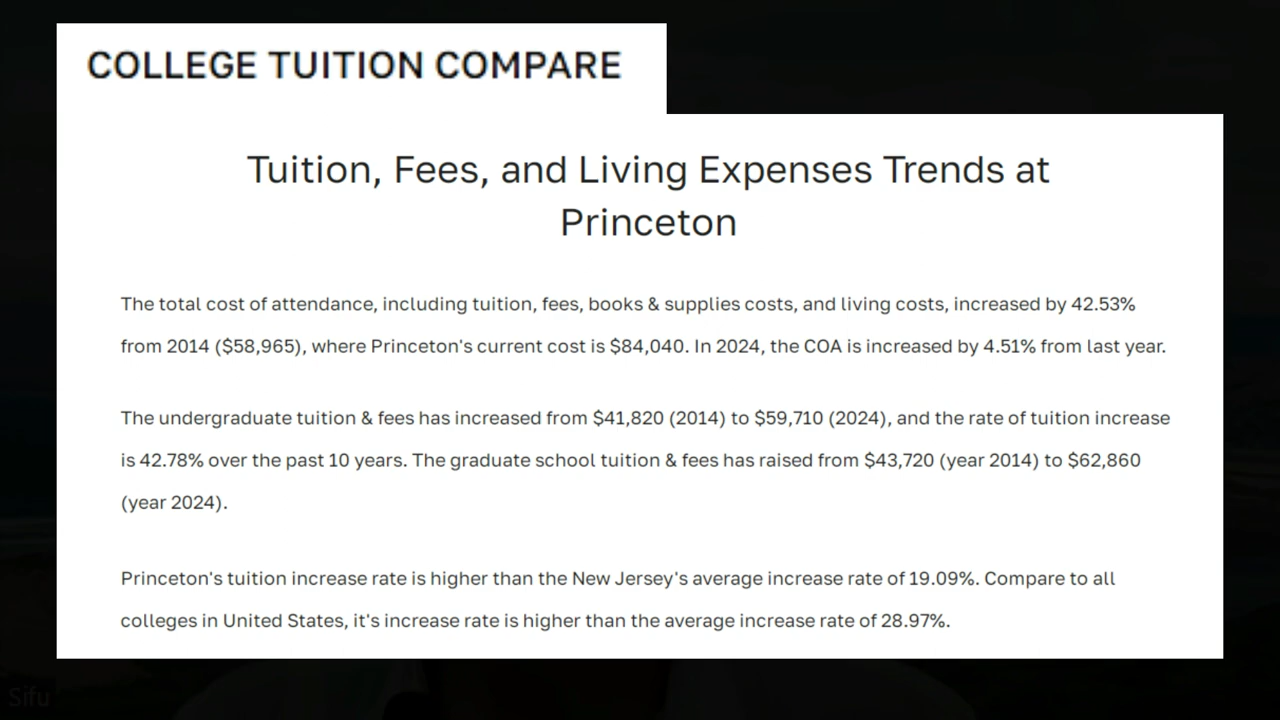 COLLEGE TUITION COMPARE
Tuition, Fees, and Living Expenses Trends at
Princeton
The total cost of attendance, including tuition, fees, books & supplies costs, and living costs, increased by 42.53%
from 2014 ($58,965), where Princeton's current cost is $84,040. In 2024, the COA is increased by 4.51% from last year.
The undergraduate tuition & fees has increased from $41,820 (2014) to $59,710 (2024), and the rate of tuition increase
is 42.78% over the past 10 years. The graduate school tuition & fees has raised from $43,720 (year 2014) to $62,860
(year 2024).
Princeton's tuition increase rate is higher than the New Jersey's average increase rate of 19.09%. Compare to all
colleges in United States, it's increase rate is higher than the average increase rate of 28.97%.
Sifu